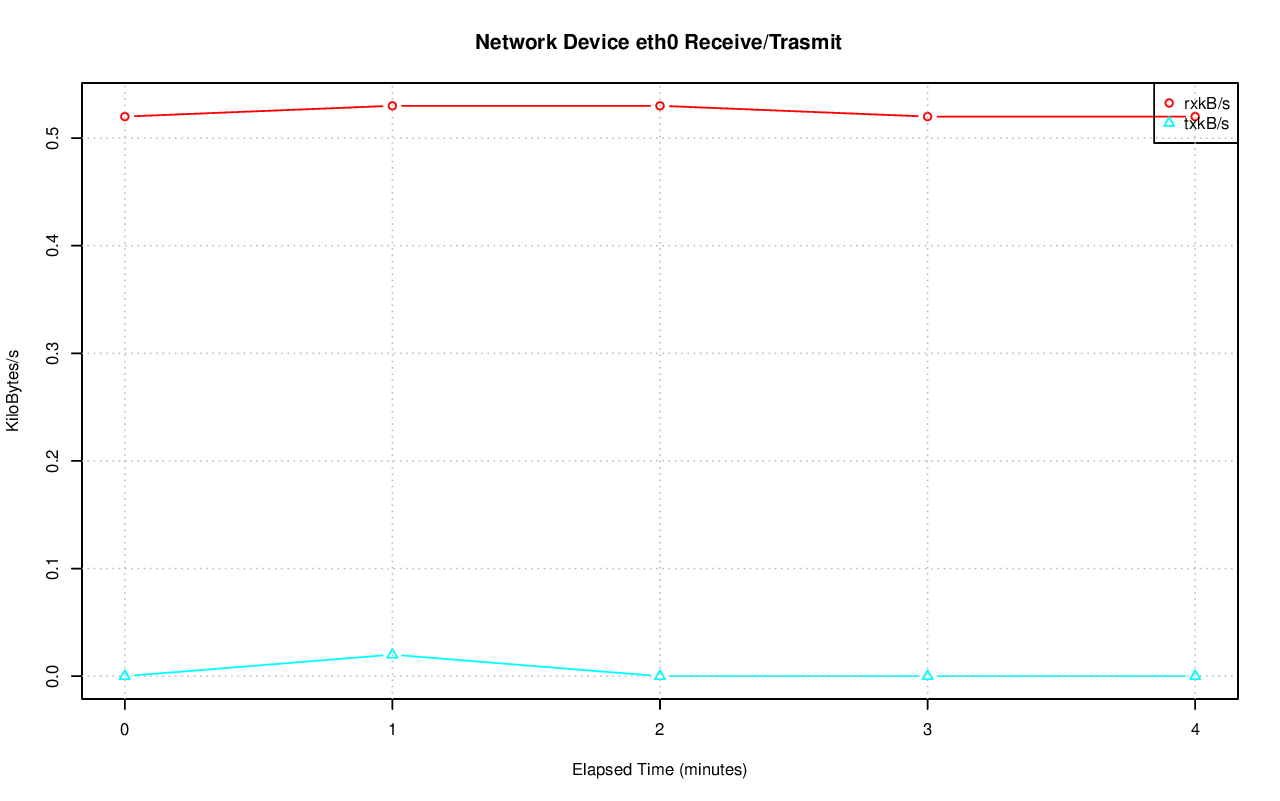 Network Device eth0 Receive/Trasmit
rxkB/s
txkB/s
0.5
0.4
0.3
0.2
0.1
0.0
KiloBytes/s
0 1 2 3 4
Elapsed Time (minutes)